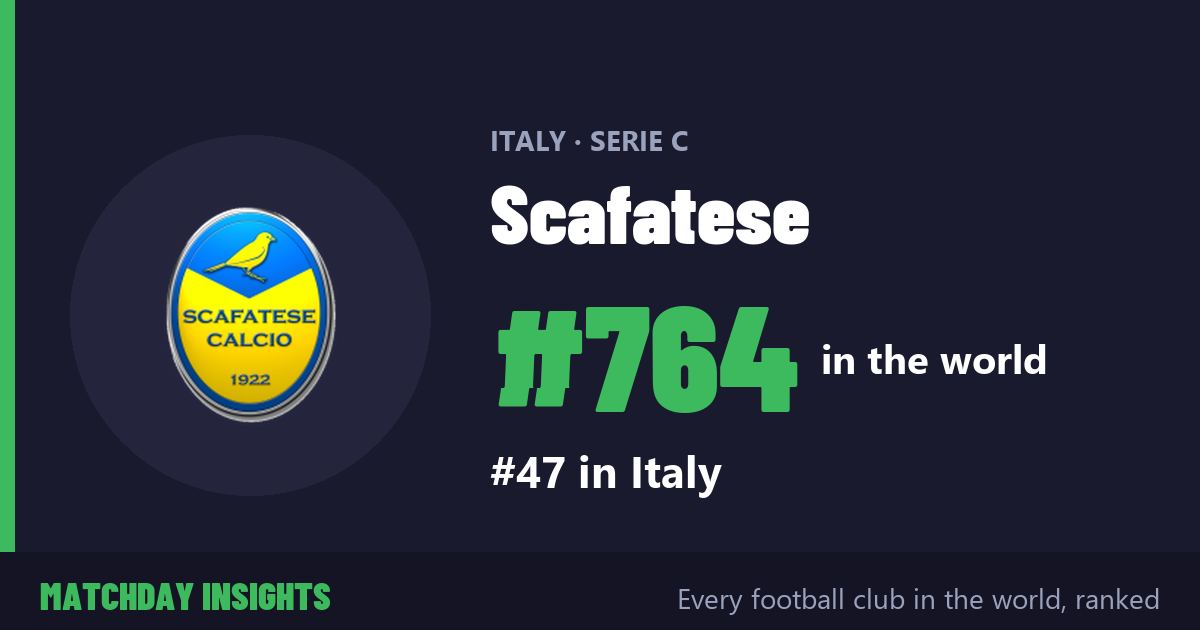 ITALY · SERIE C
Scafatese
SCAFATESE
CALCIO
1922
#764 in the world
#47 in Italy
MATCHDAY INSIGHTS
Every football club in the world, ranked